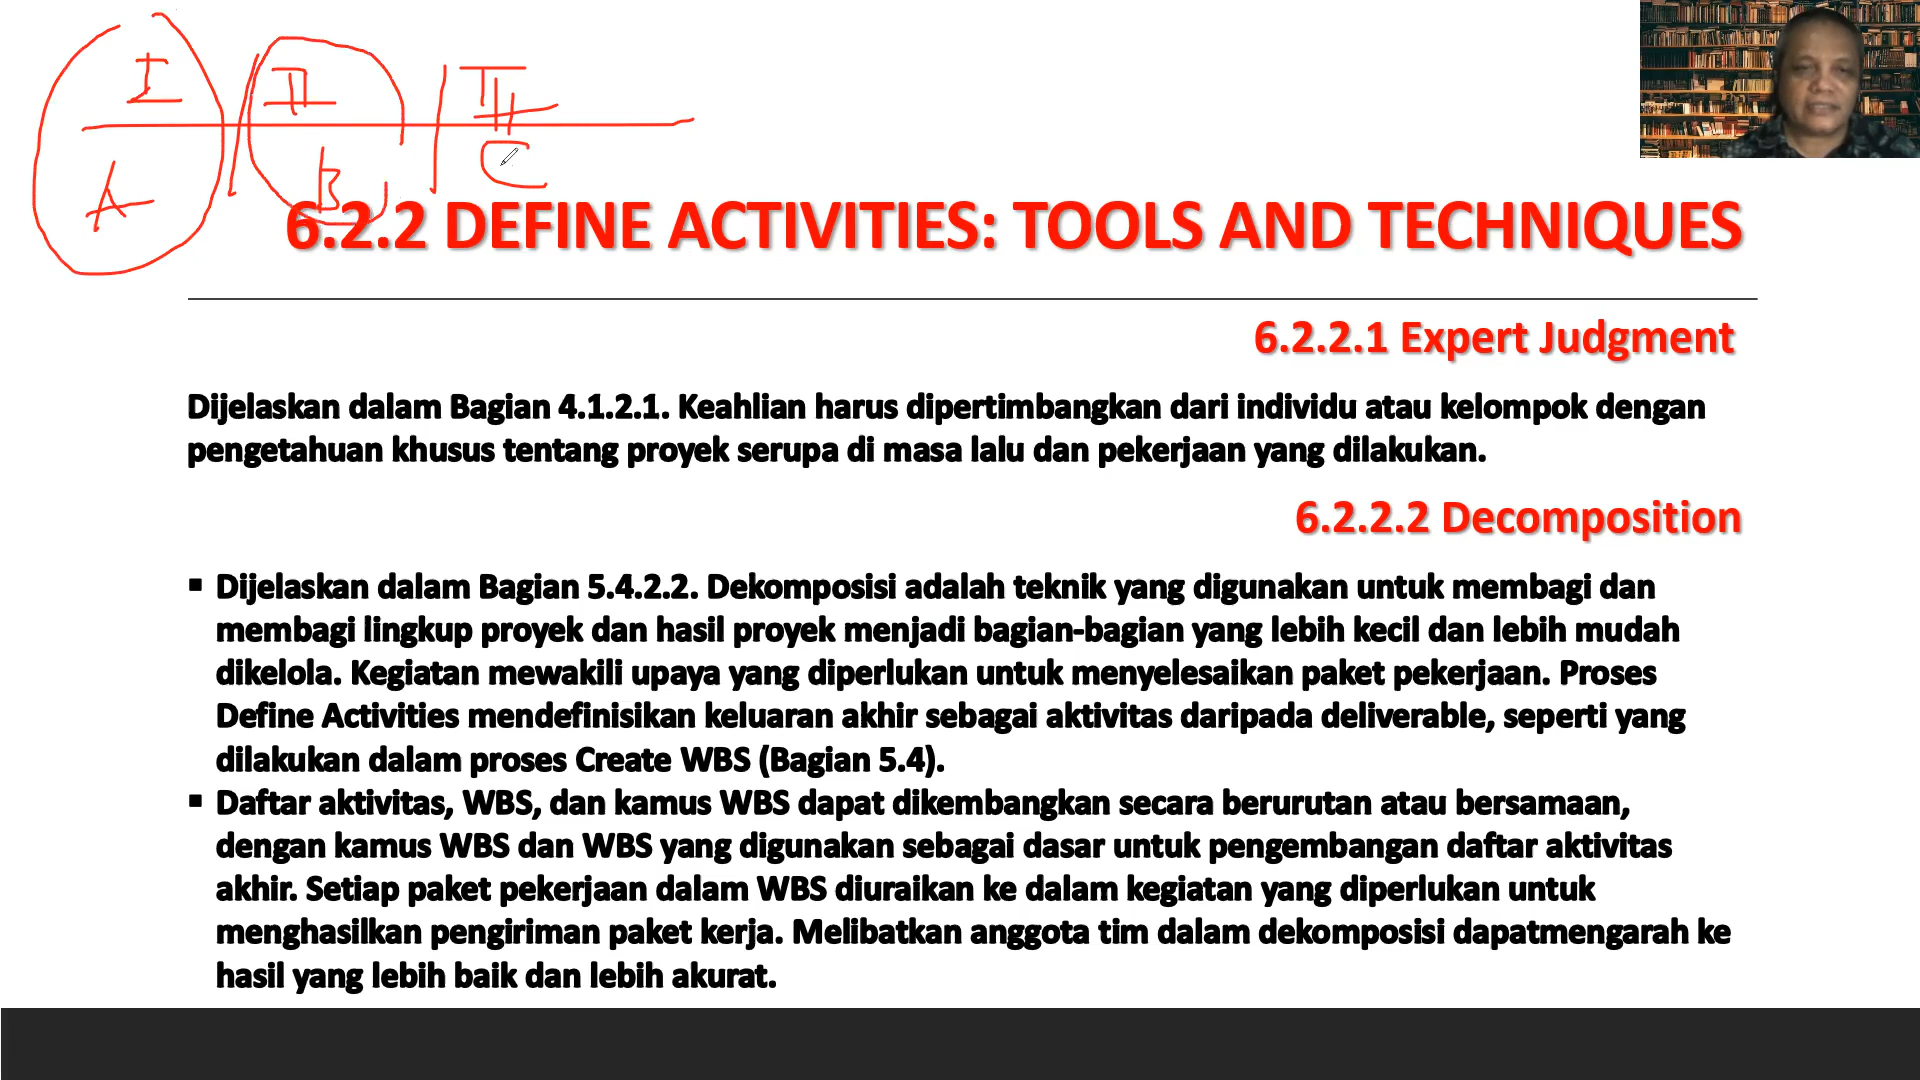 I II III
A B C
6.2.2 DEFINE ACTIVITIES: TOOLS AND TECHNIQUES
6.2.2.1 Expert Judgment
Dijelaskan dalam Bagian 4.1.2.1. Keahlian harus dipertimbangkan dari individu atau kelompok dengan
pengetahuan khusus tentang proyek serupa di masa lalu dan pekerjaan yang dilakukan.
6.2.2.2 Decomposition
▪ Dijelaskan dalam Bagian 5.4.2.2. Dekomposisi adalah teknik yang digunakan untuk membagi dan
membagi lingkup proyek dan hasil proyek menjadi bagian-bagian yang lebih kecil dan lebih mudah
dikelola. Kegiatan mewakili upaya yang diperlukan untuk menyelesaikan paket pekerjaan. Proses
Define Activities mendefinisikan keluaran akhir sebagai aktivitas daripada deliverable, seperti yang
dilakukan dalam proses Create WBS (Bagian 5.4).
▪ Daftar aktivitas, WBS, dan kamus WBS dapat dikembangkan secara berurutan atau bersamaan,
dengan kamus WBS dan WBS yang digunakan sebagai dasar untuk pengembangan daftar aktivitas
akhir. Setiap paket pekerjaan dalam WBS diuraikan ke dalam kegiatan yang diperlukan untuk
menghasilkan pengiriman paket kerja. Melibatkan anggota tim dalam dekomposisi dapatmengarah ke
hasil yang lebih baik dan lebih akurat.